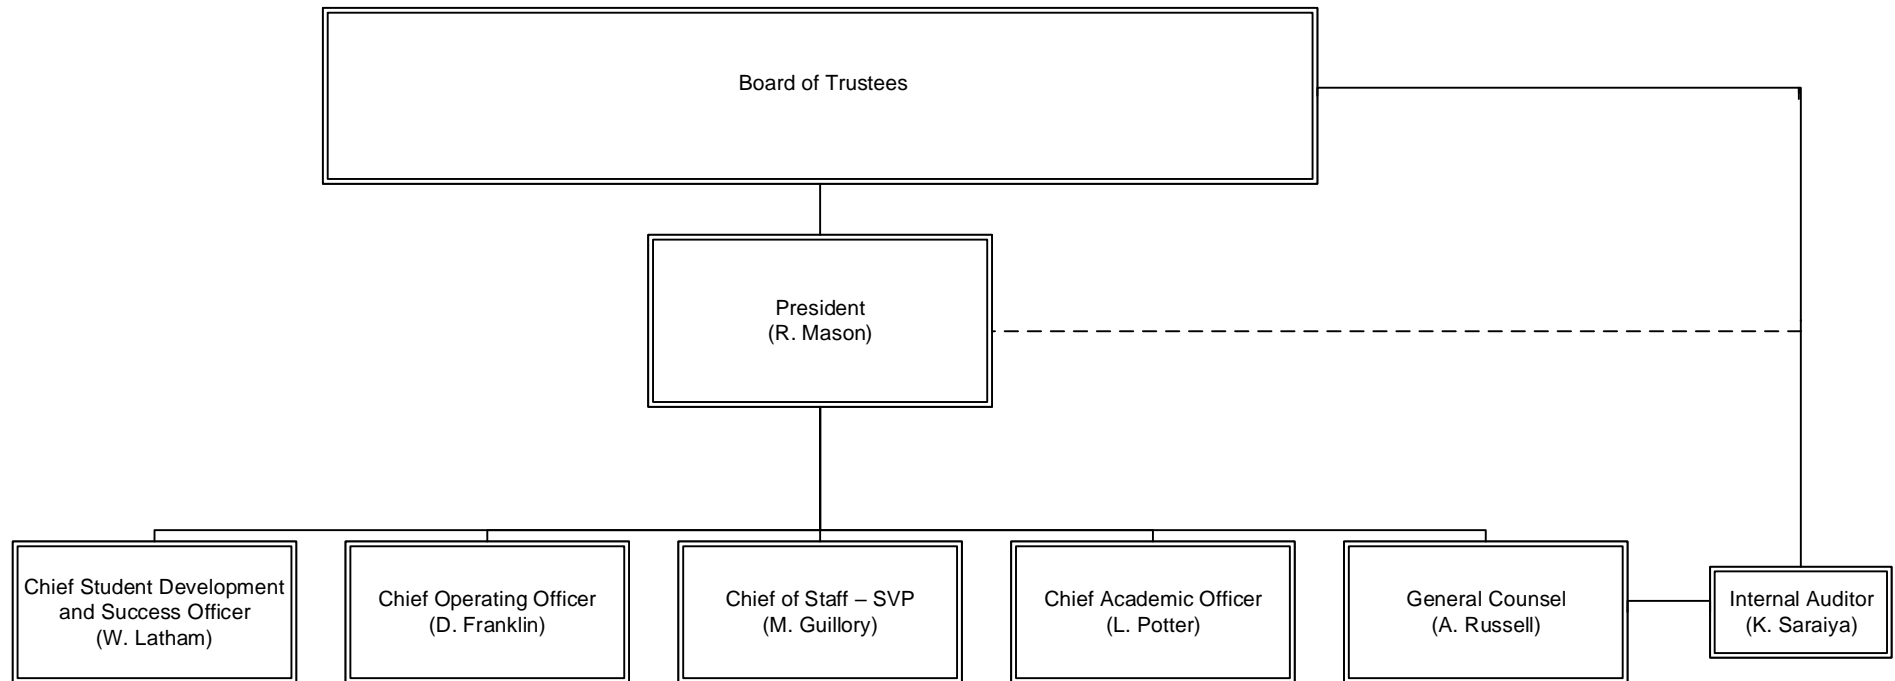 Board of Trustees
President
(R. Mason)
Chief Student Development
and Success Officer
(W. Latham)
Chief Operating Officer
(D. Franklin)
Chief of Staff – SVP
(M. Guillory)
Chief Academic Officer
(L. Potter)
General Counsel
(A. Russell)
Internal Auditor
(K. Saraiya)